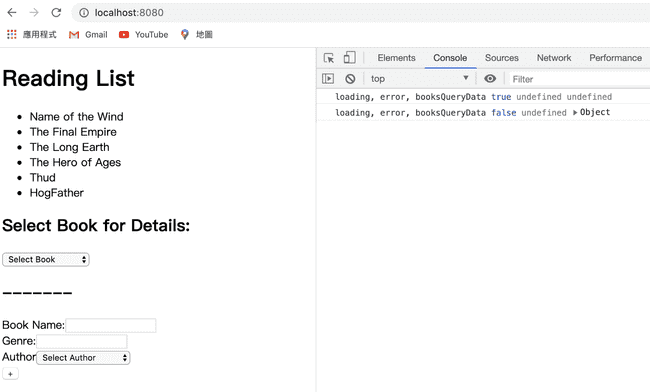 localhost:8080
應用程式 Gmail YouTube 地圖
Reading List
Name of the Wind
The Final Empire
The Long Earth
The Hero of Ages
Thud
HogFather
Select Book for Details:
Select Book
_______
Book Name:
Genre:
Author Select Author
+
Elements Console Sources Network Performance
top Filter
loading, error, booksQueryData true undefined undefined
loading, error, booksQueryData false undefined ▶Object